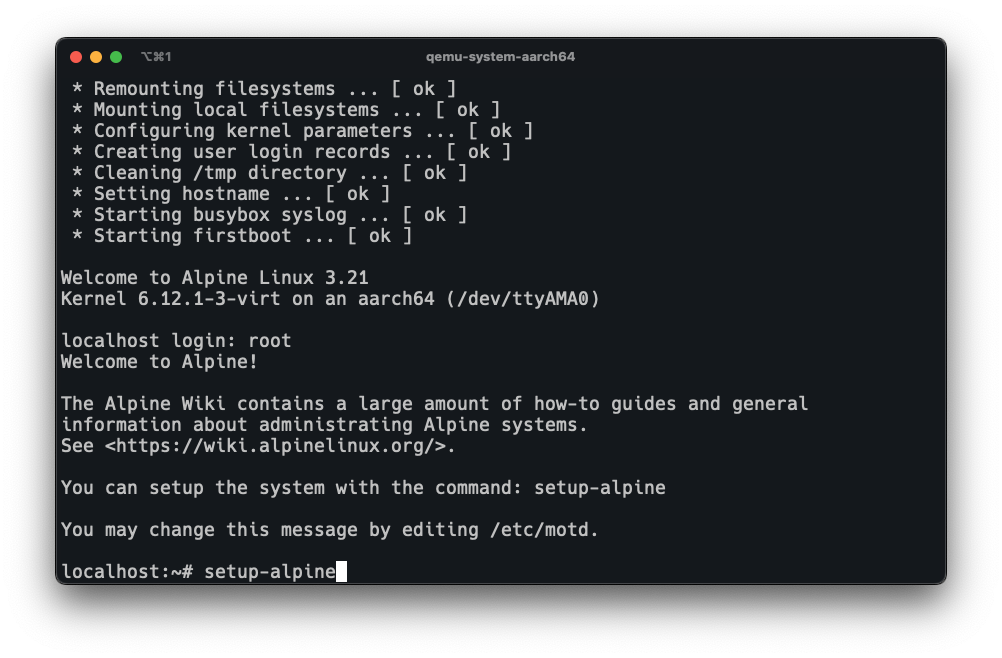 ⌥⌘1
qemu-system-aarch64
* Remounting filesystems ... [ ok ]
* Mounting local filesystems ... [ ok ]
* Configuring kernel parameters ... [ ok ]
* Creating user login records ... [ ok ]
* Cleaning /tmp directory ... [ ok ]
* Setting hostname ... [ ok ]
* Starting busybox syslog ... [ ok ]
* Starting firstboot ... [ ok ]
Welcome to Alpine Linux 3.21
Kernel 6.12.1-3-virt on an aarch64 (/dev/ttyAMA0)
localhost login: root
Welcome to Alpine!
The Alpine Wiki contains a large amount of how-to guides and general
information about administrating Alpine systems.
See <https://wiki.alpinelinux.org/>.
You can setup the system with the command: setup-alpine
You may change this message by editing /etc/motd.
localhost:~# setup-alpine